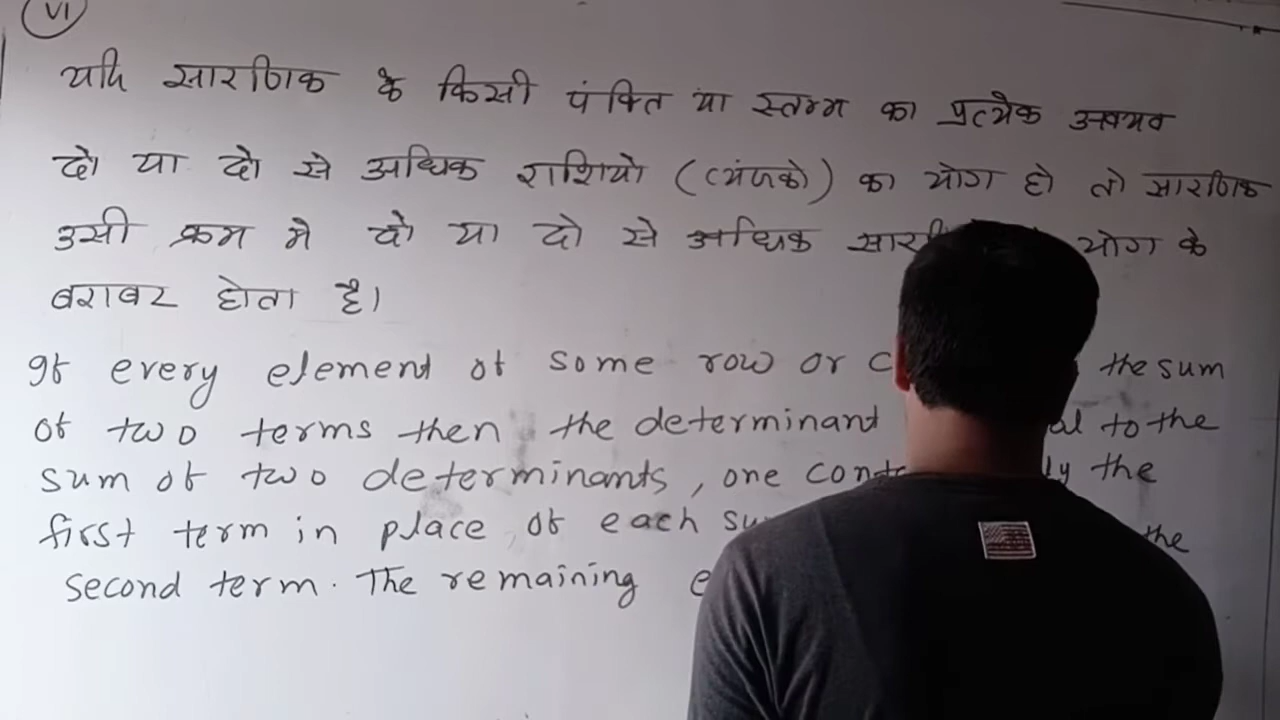 VI
यदि सारणिक के किसी पंक्ति या स्तम्भ का प्रत्येक अवयव
दो या दो से अधिक राशियो ( ) का योग हो तो सारणिक
उसी क्रम मे दो या दो से अधिक योग के
बराबर होता है।
If every element of some row or the sum
of two terms then the determinant to the
sum of two determinants, one the
first term in place of each the
second term. The remaining